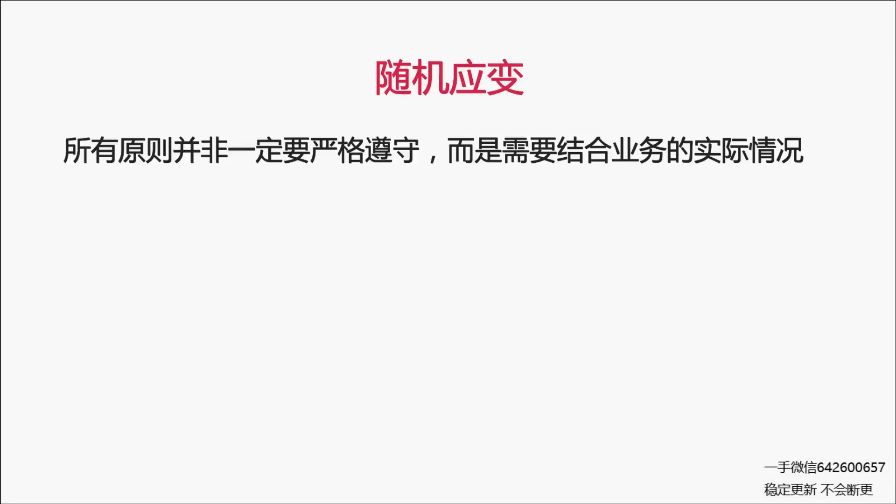 随机应变
所有原则并非一定要严格遵守，而是需要结合业务的实际情况
一手微信642600657
稳定更新 不会断更